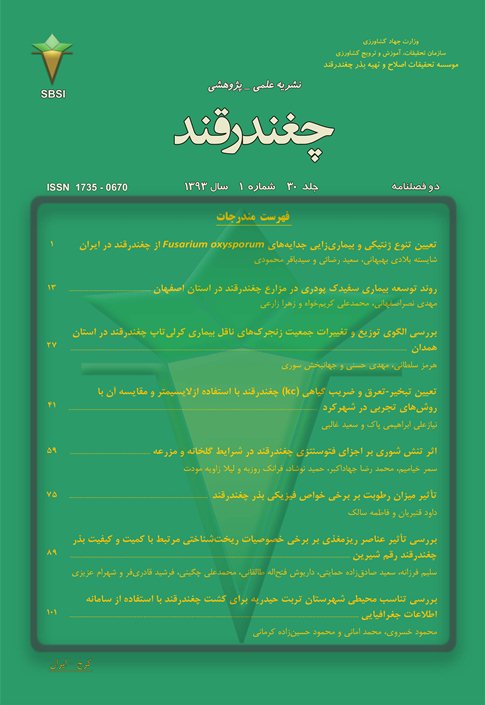 وزارت جهاد کشاورزی
سازمان تحقیقات، آموزش و ترویج کشاورزی
موسسه تحقیقات اصلاح و تهیه بذر چغندرقند
SBSI
نشریه علمی _ پژوهشی
چغندرقند
دو فصلنامه جلد ۳۰ شماره ۱ سال ۱۳۹۳ ISSN 1735 - 0670
فهرست مندرجات
تعیین تنوع ژنتیکی و بیماری‌زایی جدایه‌های Fusarium oxysporum از چغندرقند در ایران ۱
شایسته بلادی بهبهانی، سعید رضائی و سیدباقر محمودی
روند توسعه بیماری سفیدک پودری در مزارع چغندرقند در استان اصفهان ۱۳
مهدی نصراصفهانی، محمدعلی کریم‌خواه و زهرا زارعی
بررسی الگوی توزیع و تغییرات جمعیت زنجرک‌های ناقل بیماری کرلی‌تاپ چغندرقند در استان
همدان ۲۷
هرمز سلطانی، مهدی حسنی و جهانبخش سوری
تعیین تبخیر-تعرق و ضریب گیاهی (kc) چغندرقند با استفاده ازلایسیمتر و مقایسه آن با
روش‌های تجربی در شهرکرد ۴۱
نیازعلی ابراهیمی پاک و سعید غالبی
اثر تنش شوری بر اجزای فتوسنتزی چغندرقند در شرایط گلخانه و مزرعه ۵۹
سمر خیامیم، محمد رضا جهاداکبر، حمید نوشاد، فرانک روزبه و لیلا زاویه مودت
تأثیر میزان رطوبت بر برخی خواص فیزیکی بذر چغندرقند ۷۵
داود قنبریان و فاطمه سالک
بررسی تأثیر عناصر ریزمغذی بر برخی خصوصیات ریخت‌شناختی مرتبط با کمیت و کیفیت بذر
چغندرقند رقم شیرین ۸۹
سلیم فرزانه، سعید صادق‌زاده حمایتی، داریوش فتح‌اله طالقانی، محمدعلی چگینی، فرشید قادری‌فر و شهرام عزیزی
بررسی تناسب محیطی شهرستان تربت حیدریه برای کشت چغندرقند با استفاده از سامانه
اطلاعات جغرافیایی ۱۰۱
محمود خسروی، محمد امانی و محمود حسین‌زاده کرمانی
کرج _ ایران